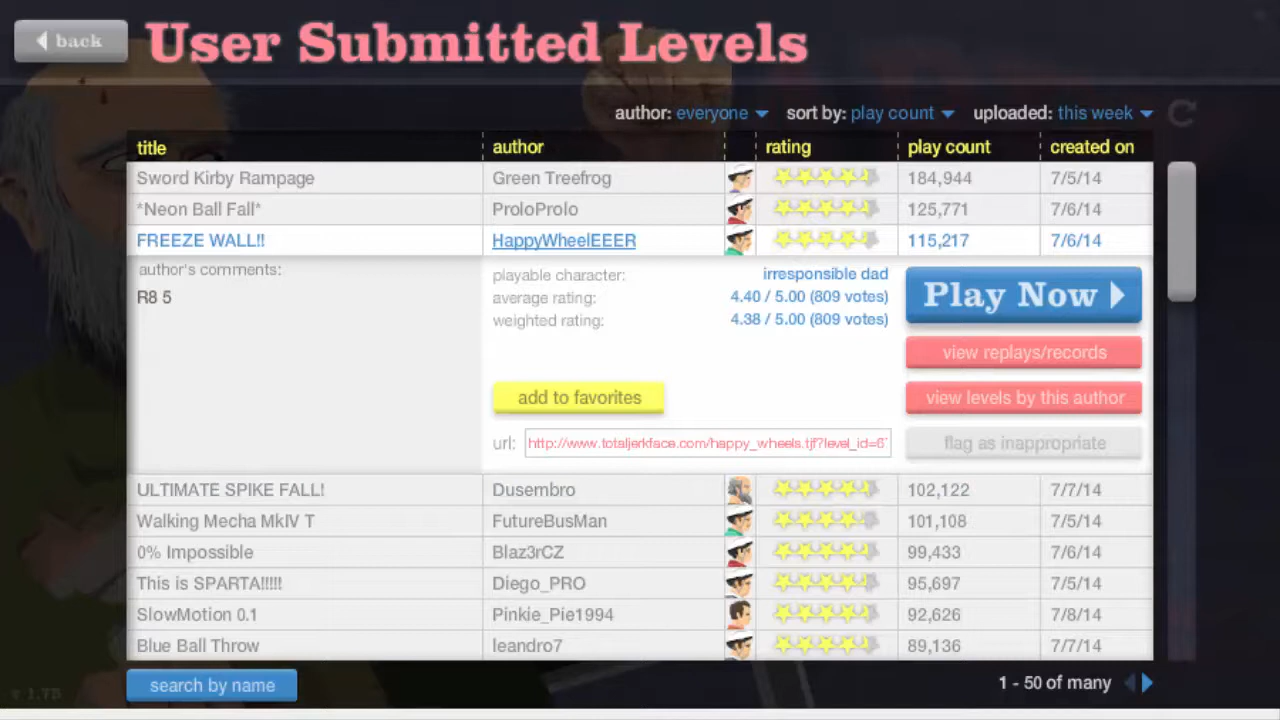 back
User Submitted Levels
author: everyone sort by: play count uploaded: this week
title author rating play count created on
Sword Kirby Rampage Green Treefrog 184,944 7/5/14
*Neon Ball Fall* ProloProlo 125,771 7/6/14
FREEZE WALL!! HappyWheelEEER 115,217 7/6/14
author's comments:
R8 5
playable character: irresponsible dad
average rating: 4.40 / 5.00 (809 votes)
weighted rating: 4.38 / 5.00 (809 votes)
Play Now
view replays/records
add to favorites
view levels by this author
url: http://www.totaljerkface.com/happy_wheels.tjf?level_id=6
flag as inappropriate
ULTIMATE SPIKE FALL! Dusembro 102,122 7/7/14
Walking Mecha MkIV T FutureBusMan 101,108 7/5/14
0% Impossible Blaz3rCZ 99,433 7/6/14
This is SPARTA!!!!! Diego_PRO 95,697 7/5/14
SlowMotion 0.1 Pinkie_Pie1994 92,626 7/8/14
Blue Ball Throw leandro7 89,136 7/7/14
v 1.75
search by name
1 - 50 of many